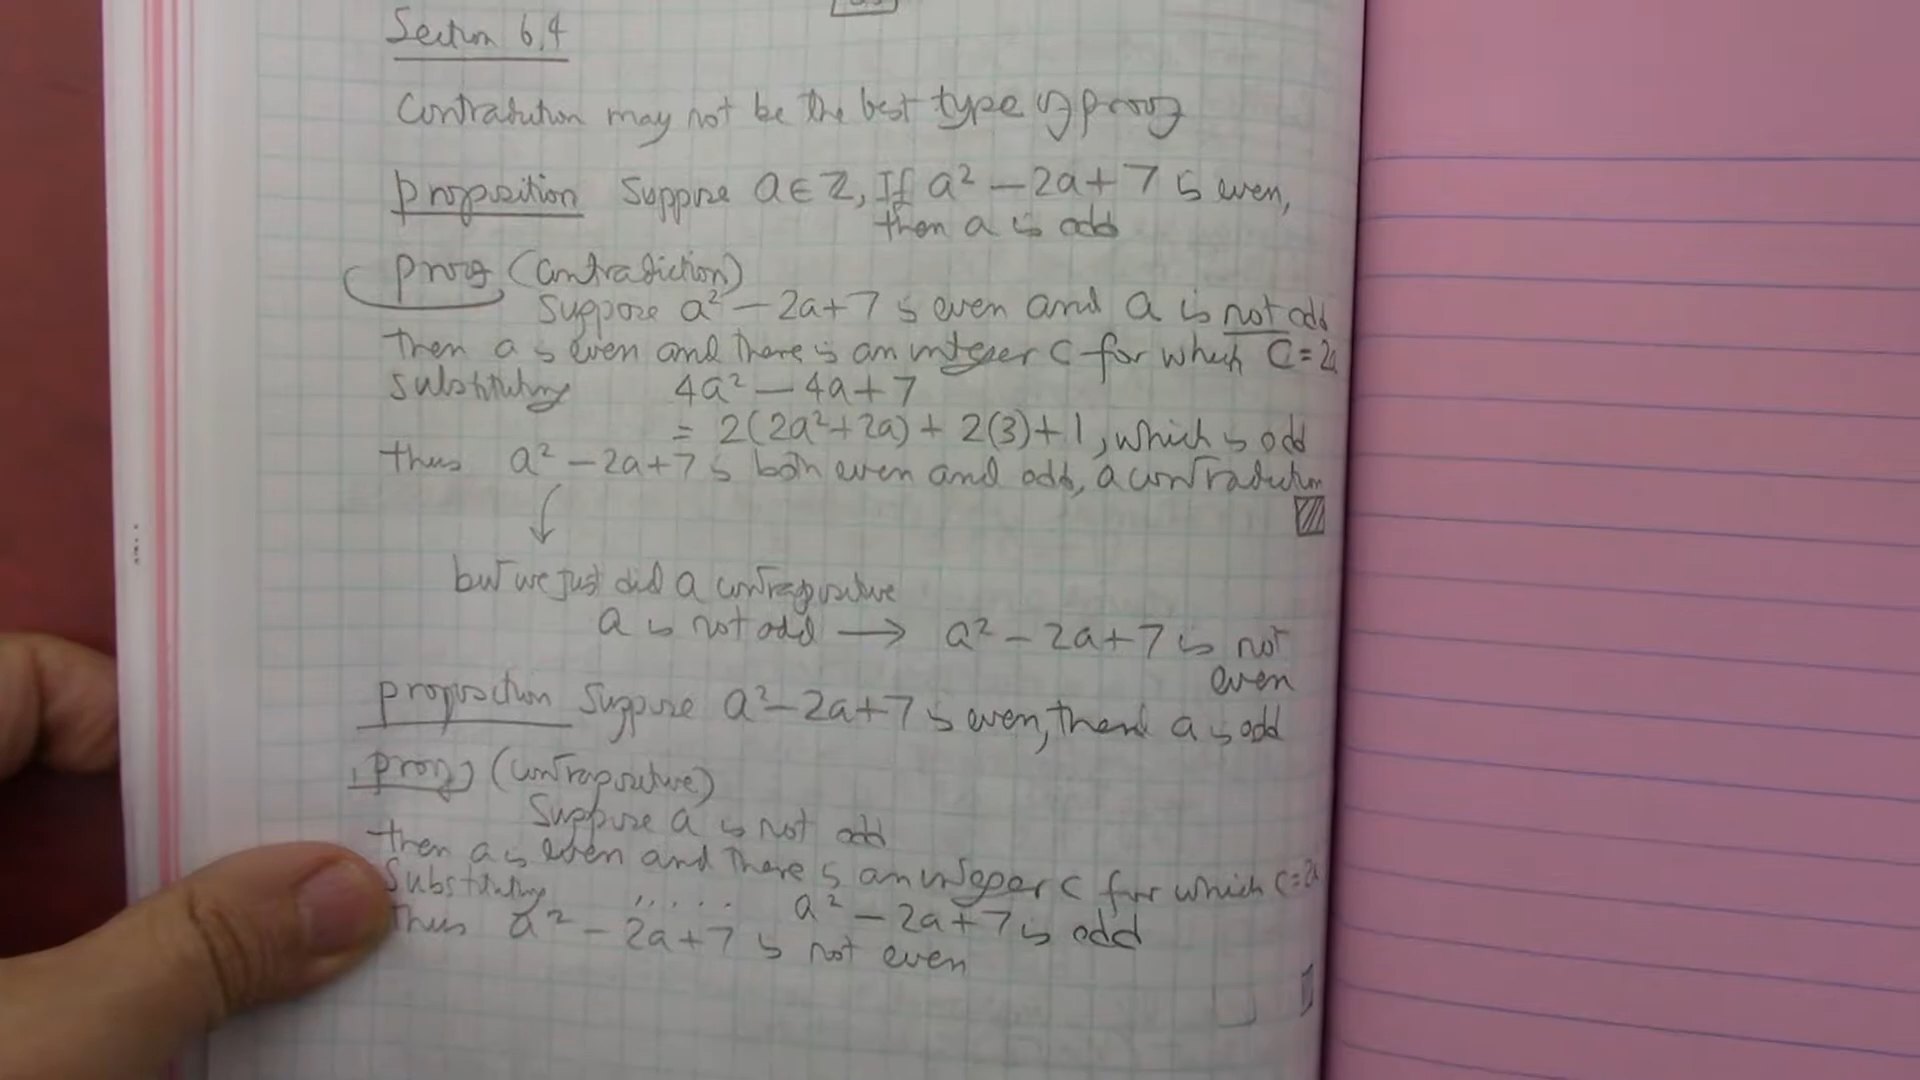 Section 6.4
Contradiction may not be the best type of proof
proposition Suppose a ∈ Z, If a² - 2a + 7 is even,
then a is odd
proof (contradiction)
Suppose a² - 2a + 7 is even and a is not odd
Then a is even and there is an integer c for which C = 2a
substituting 4a² - 4a + 7
= 2(2a² + 2a) + 2(3) + 1, which is odd
thus a² - 2a + 7 is both even and odd, a contradiction
but we just did a contrapositive
a is not odd → a² - 2a + 7 is not
even
proposition Suppose a² - 2a + 7 is even, then a is odd
proof (contrapositive)
Suppose a is not odd
then a is even and there is an integer c for which c = 2a
Substituting ..... a² - 2a + 7 is odd
Thus a² - 2a + 7 is not even